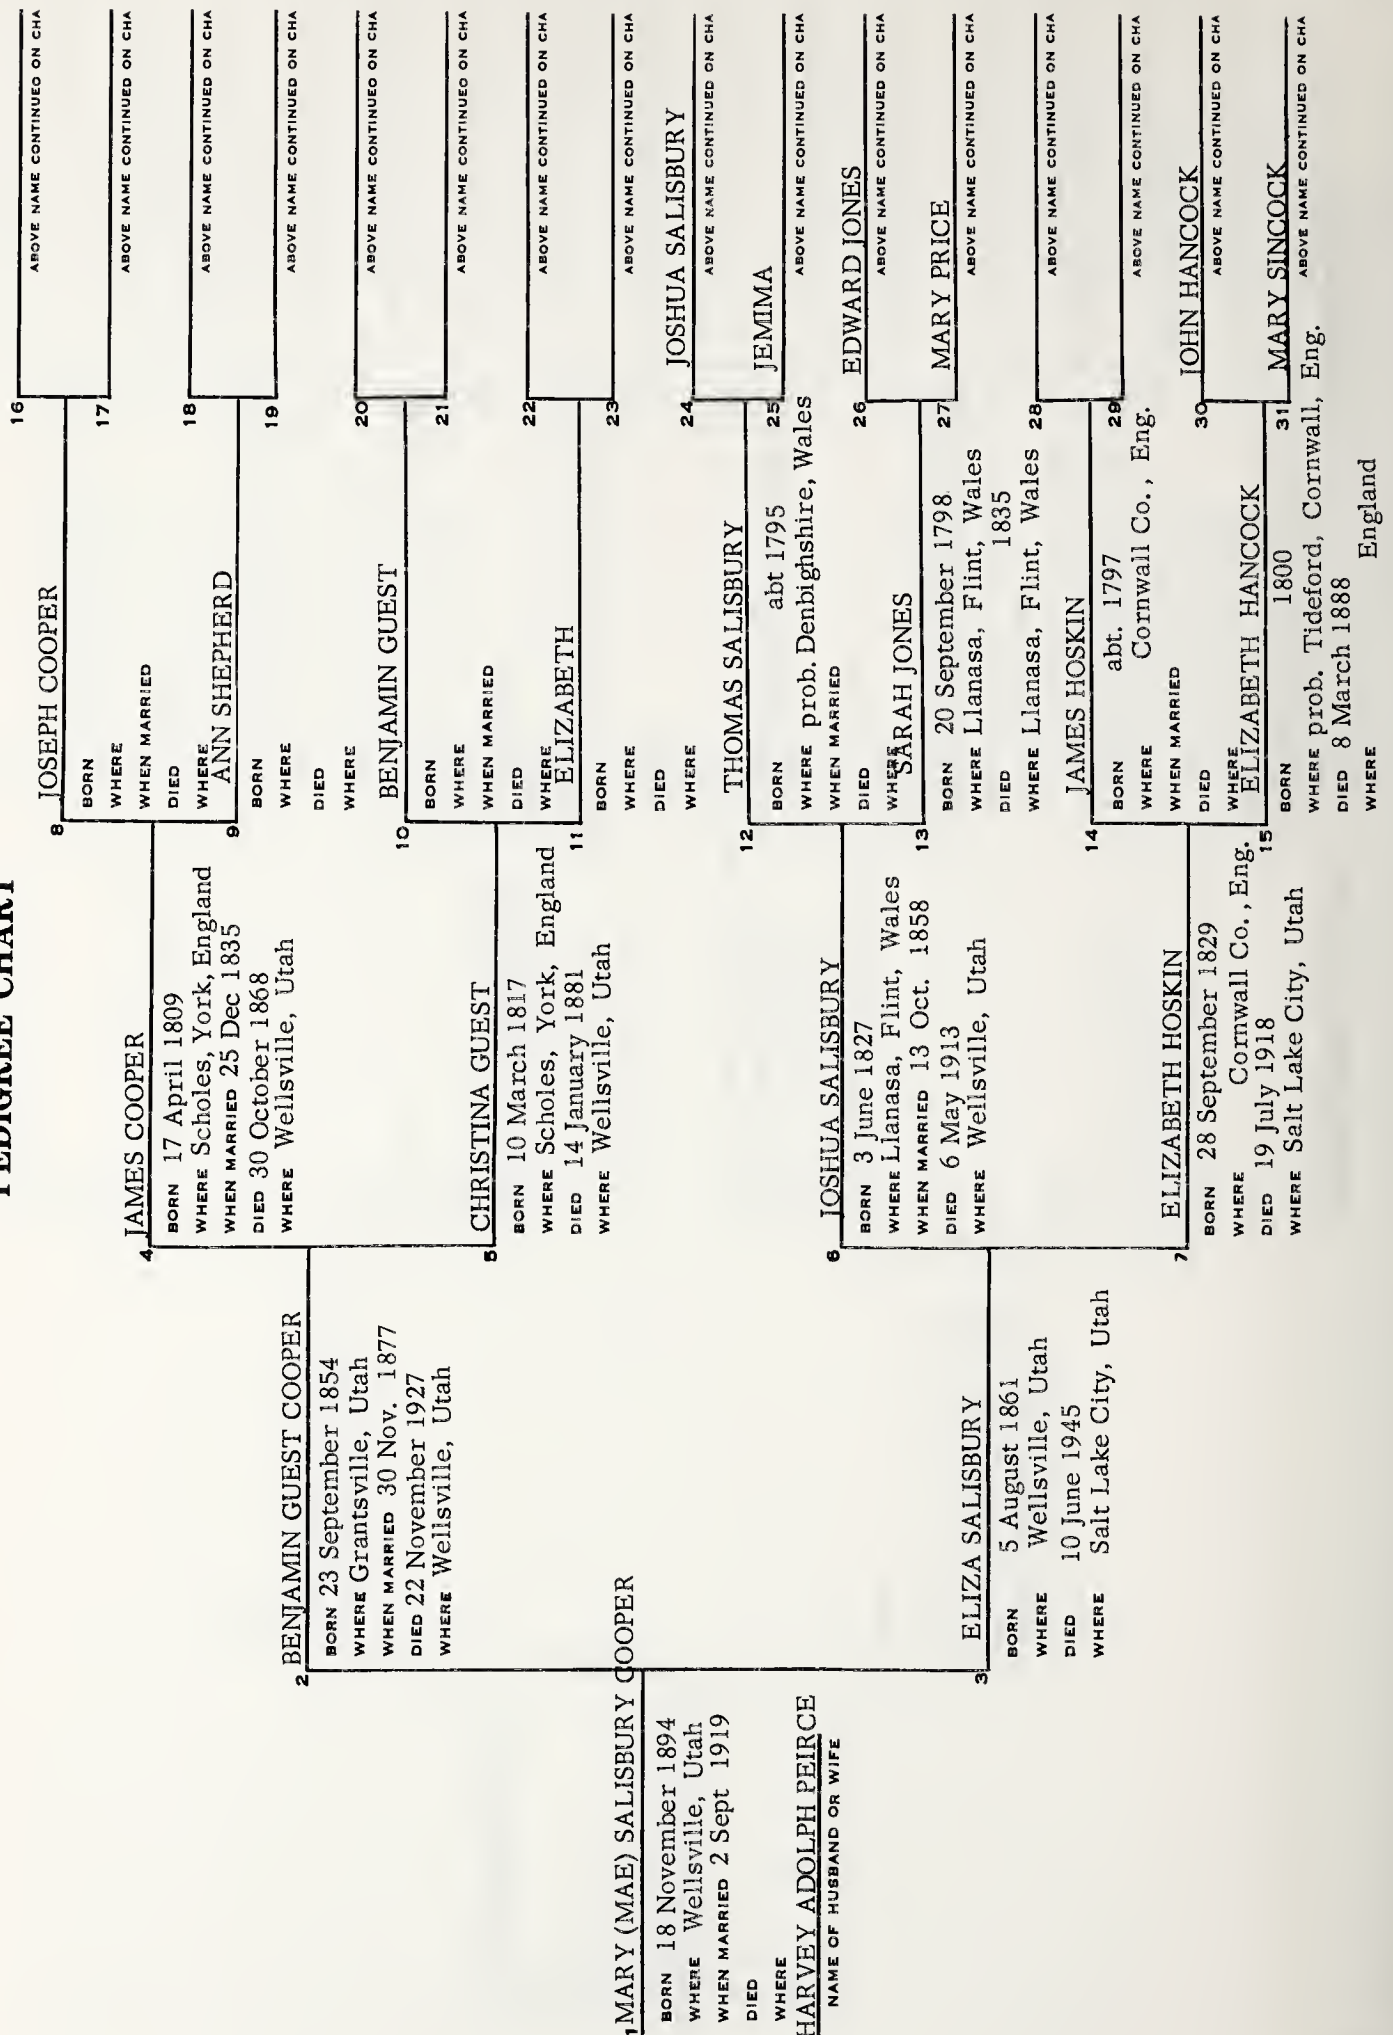 PEDIGREE CHART
1 MARY (MAE) SALISBURY COOPER
BORN 18 November 1894
WHERE Wellsville, Utah
WHEN MARRIED 2 Sept 1919
DIED
WHERE
HARVEY ADOLPH PEIRCE
NAME OF HUSBAND OR WIFE
2 BENJAMIN GUEST COOPER
BORN 23 September 1854
WHERE Grantsville, Utah
WHEN MARRIED 30 Nov. 1877
DIED 22 November 1927
WHERE Wellsville, Utah
3 ELIZA SALISBURY
BORN 5 August 1861
WHERE Wellsville, Utah
DIED 10 June 1945
WHERE Salt Lake City, Utah
4 JAMES COOPER
BORN 17 April 1809
WHERE Scholes, York, England
WHEN MARRIED 25 Dec 1835
DIED 30 October 1868
WHERE Wellsville, Utah
5 CHRISTINA GUEST
BORN 10 March 1817
WHERE Scholes, York, England
DIED 14 January 1881
WHERE Wellsville, Utah
6 JOSHUA SALISBURY
BORN 3 June 1827
WHERE Llanasa, Flint, Wales
WHEN MARRIED 13 Oct. 1858
DIED 6 May 1913
WHERE Wellsville, Utah
7 ELIZABETH HOSKIN
BORN 28 September 1829
WHERE Cornwall Co., Eng.
DIED 19 July 1918
WHERE Salt Lake City, Utah
8 JOSEPH COOPER
BORN
WHERE
WHEN MARRIED
DIED
WHERE
9 ANN SHEPHERD
BORN
WHERE
DIED
WHERE
10 BENJAMIN GUEST
BORN
WHERE
WHEN MARRIED
DIED
WHERE
11 ELIZABETH
BORN
WHERE
DIED
WHERE
12 THOMAS SALISBURY
BORN abt 1795
WHERE prob. Denbighshire, Wales
WHEN MARRIED
DIED
WHERE
13 SARAH JONES
BORN 20 September 1798
WHERE Llanasa, Flint, Wales
DIED 1835
WHERE Llanasa, Flint, Wales
14 JAMES HOSKIN
BORN abt. 1797
WHERE Cornwall Co., Eng.
WHEN MARRIED
DIED
WHERE
15 ELIZABETH HANCOCK
BORN 1800
WHERE prob. Tideford, Cornwall, Eng.
DIED 8 March 1888
WHERE England
16
ABOVE NAME CONTINUED ON CHA
17
ABOVE NAME CONTINUED ON CHA
18
ABOVE NAME CONTINUED ON CHA
19
ABOVE NAME CONTINUED ON CHA
20
ABOVE NAME CONTINUED ON CHA
21
ABOVE NAME CONTINUED ON CHA
22
ABOVE NAME CONTINUED ON CHA
23
ABOVE NAME CONTINUED ON CHA
24 JOSHUA SALISBURY
ABOVE NAME CONTINUED ON CHA
25 JEMIMA
ABOVE NAME CONTINUED ON CHA
26 EDWARD JONES
ABOVE NAME CONTINUED ON CHA
27 MARY PRICE
ABOVE NAME CONTINUED ON CHA
28
ABOVE NAME CONTINUED ON CHA
29
ABOVE NAME CONTINUED ON CHA
30 JOHN HANCOCK
ABOVE NAME CONTINUED ON CHA
31 MARY SINCOCK
ABOVE NAME CONTINUED ON CHA